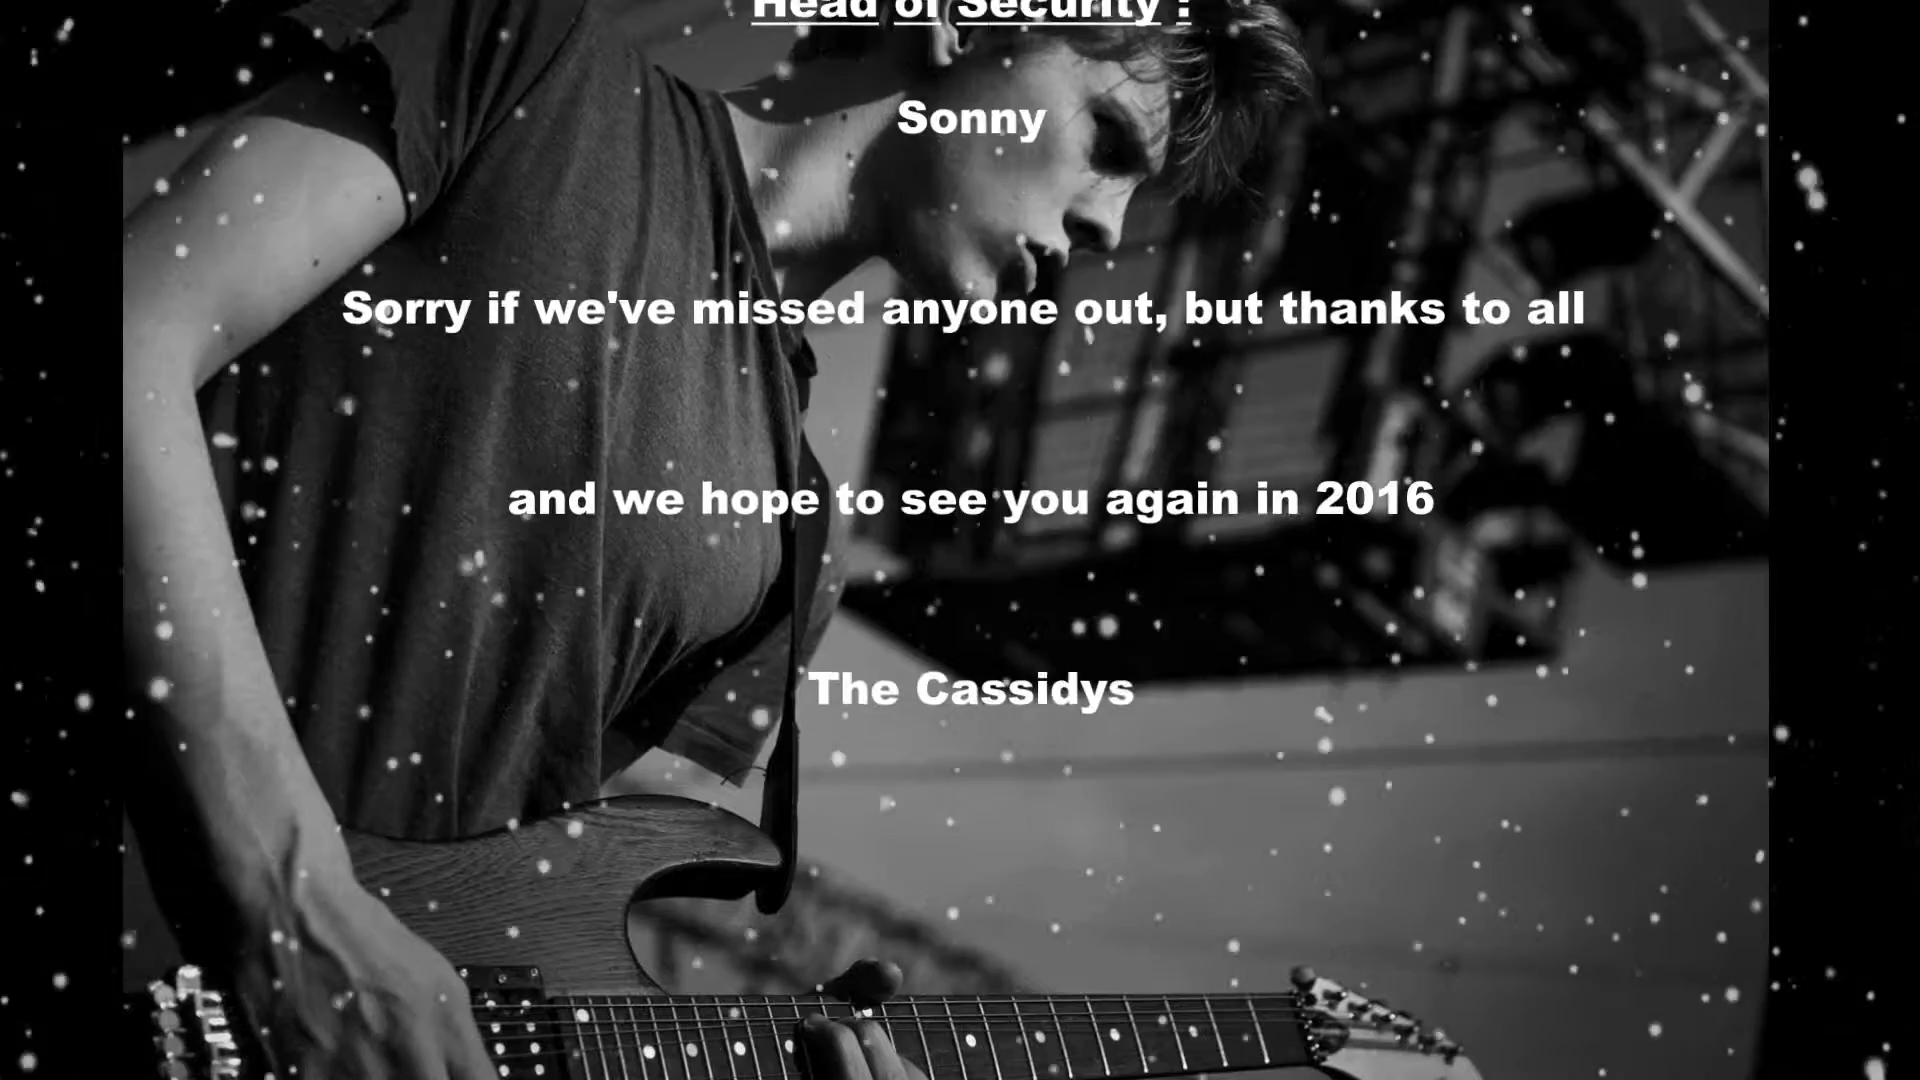 Head of Security :
Sonny
Sorry if we've missed anyone out, but thanks to all
and we hope to see you again in 2016
The Cassidys